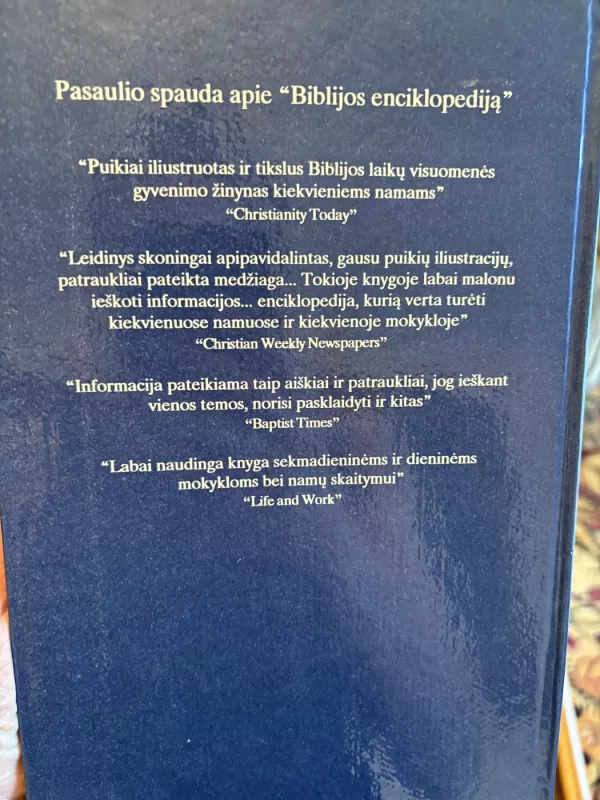 Pasaulio spauda apie “Biblijos enciklopediją”
“Puikiai iliustruotas ir tikslus Biblijos laikų visuomenės
gyvenimo žinynas kiekvieniems namams”
“Christianity Today”
“Leidinys skoningai apipavidalintas, gausu puikių iliustracijų,
patraukliai pateikta medžiaga... Tokioje knygoje labai malonu
ieškoti informacijos... enciklopedija, kurią verta turėti
kiekvienuose namuose ir kiekvienoje mokykloje”
“Christian Weekly Newspapers”
“Informacija pateikiama taip aiškiai ir patraukliai, jog ieškant
vienos temos, norisi pasklaidyti ir kitas”
“Baptist Times”
“Labai naudinga knyga sekmadieninėms ir dieninėms
mokykloms bei namų skaitymui”
“Life and Work”